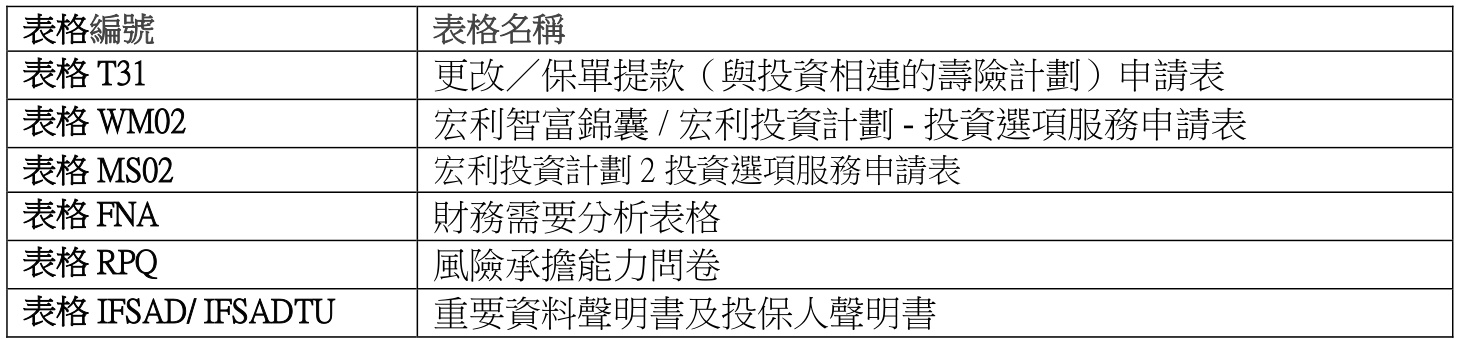 表格編號 表格名稱
表格 T31 更改／保單提款（與投資相連的壽險計劃）申請表
表格 WM02 宏利智富錦囊 / 宏利投資計劃 - 投資選項服務申請表
表格 MS02 宏利投資計劃 2 投資選項服務申請表
表格 FNA 財務需要分析表格
表格 RPQ 風險承擔能力問卷
表格 IFSAD/ IFSADTU 重要資料聲明書及投保人聲明書